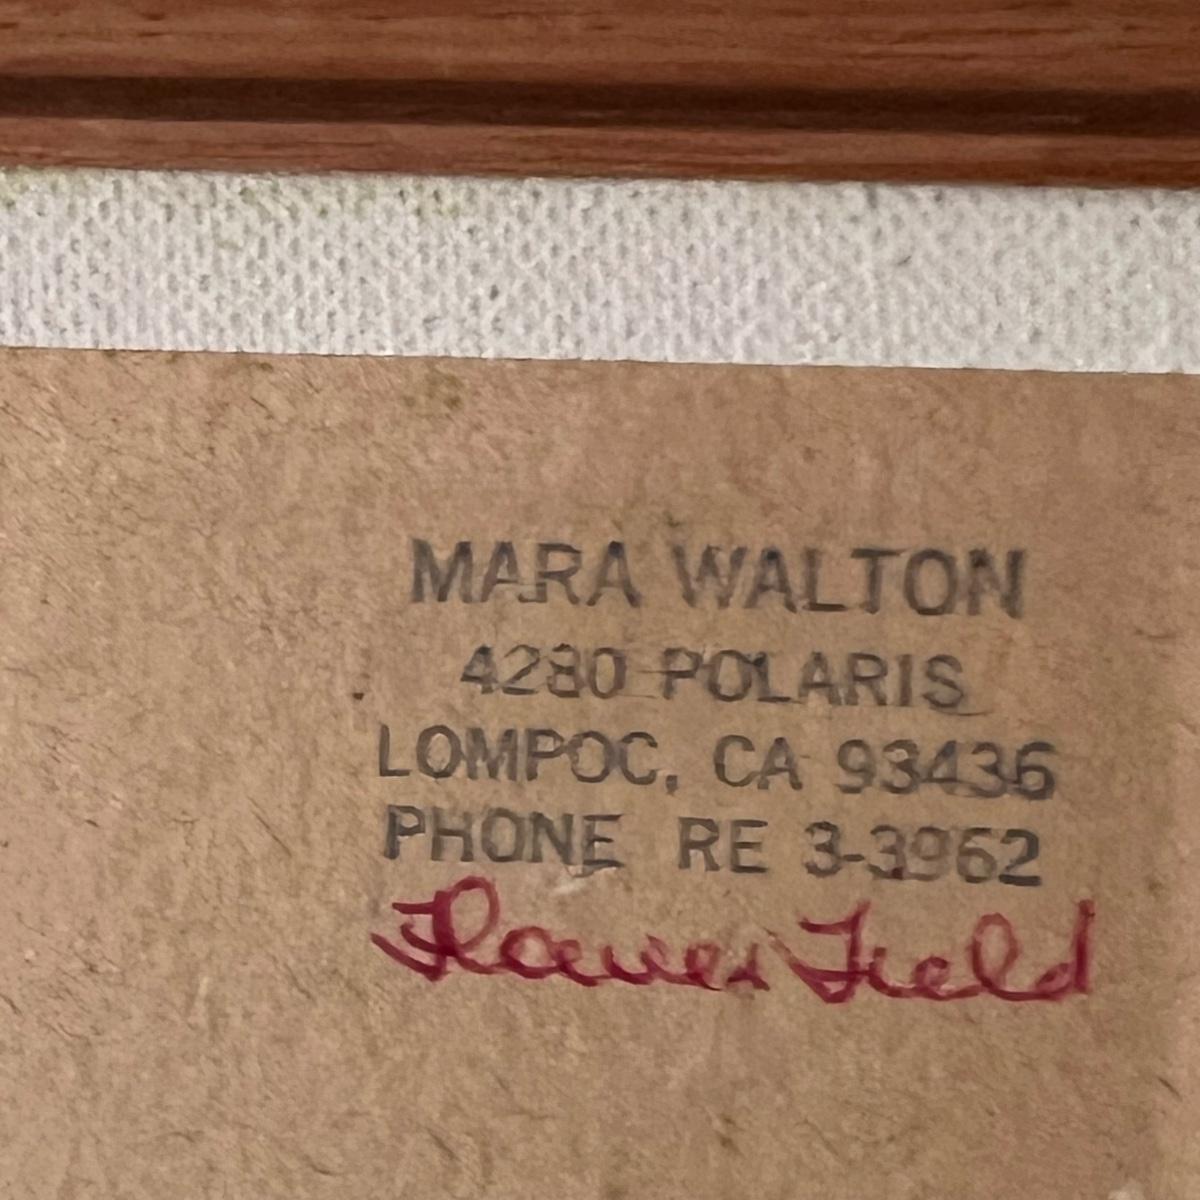 MARA WALTON
4280 POLARIS
LOMPOC, CA 93436
PHONE RE 3-3962
Flower Field